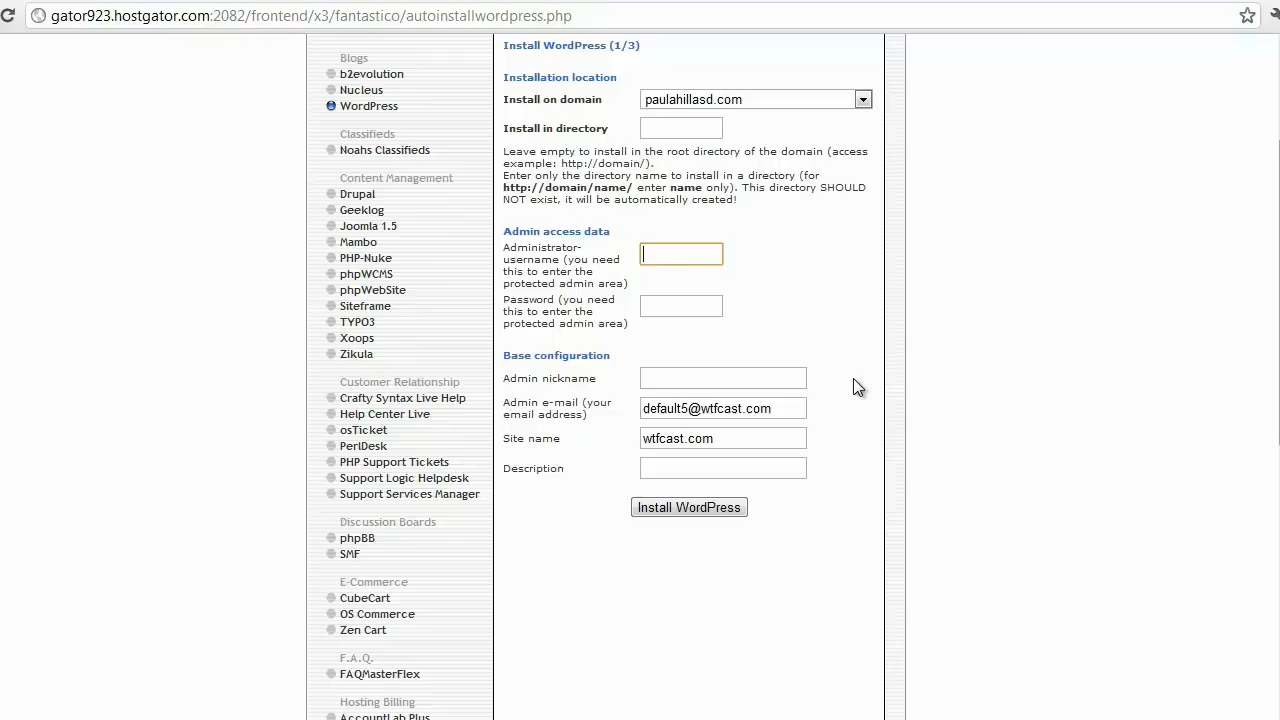 gator923.hostgator.com:2082/frontend/x3/fantastico/autoinstallwordpress.php
Blogs
b2evolution
Nucleus
WordPress
Classifieds
Noahs Classifieds
Content Management
Drupal
Geeklog
Joomla 1.5
Mambo
PHP-Nuke
phpWCMS
phpWebSite
Siteframe
TYPO3
Xoops
Zikula
Customer Relationship
Crafty Syntax Live Help
Help Center Live
osTicket
PerlDesk
PHP Support Tickets
Support Logic Helpdesk
Support Services Manager
Discussion Boards
phpBB
SMF
E-Commerce
CubeCart
OS Commerce
Zen Cart
F.A.Q.
FAQMasterFlex
Hosting Billing
AccountLab Plus
Install WordPress (1/3)
Installation location
Install on domain paulahillasd.com
Install in directory
Leave empty to install in the root directory of the domain (access
example: http://domain/).
Enter only the directory name to install in a directory (for
http://domain/name/ enter name only). This directory SHOULD
NOT exist, it will be automatically created!
Admin access data
Administrator-
username (you need
this to enter the
protected admin area)
Password (you need
this to enter the
protected admin area)
Base configuration
Admin nickname
Admin e-mail (your
email address) default5@wtfcast.com
Site name wtfcast.com
Description
Install WordPress